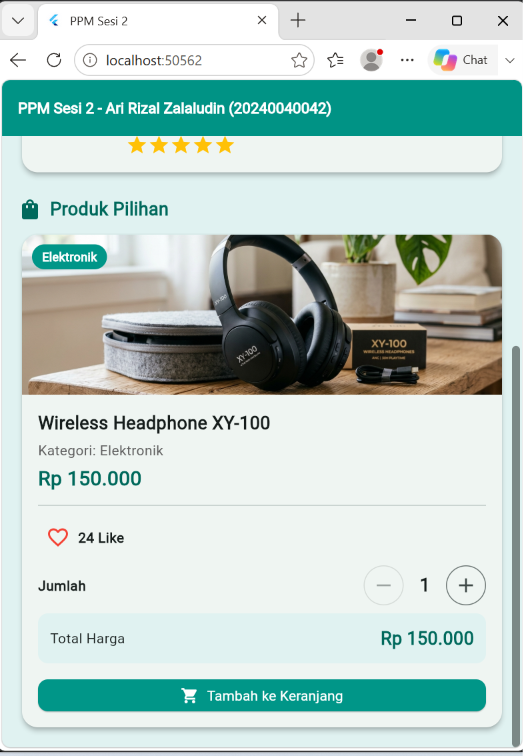 PPM Sesi 2
localhost:50562
Chat
PPM Sesi 2 - Ari Rizal Zalaludin (20240040042)
Produk Pilihan
Elektronik
XY-100
XY-100
WIRELESS HEADPHONES
Wireless Headphone XY-100
Kategori: Elektronik
Rp 150.000
24 Like
Jumlah
1
Total Harga
Rp 150.000
Tambah ke Keranjang